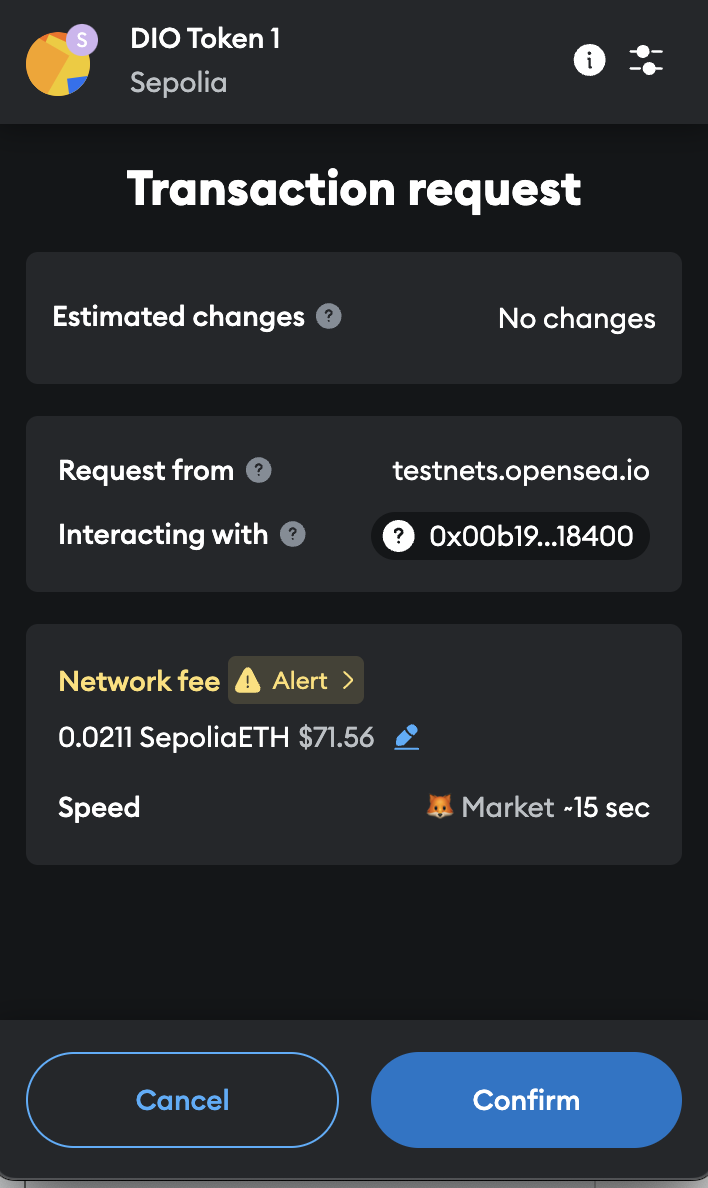 S
DIO Token 1
Sepolia
i
Transaction request
Estimated changes ? No changes
Request from ? testnets.opensea.io
Interacting with ? ? 0x00b19...18400
Network fee ! Alert >
0.0211 SepoliaETH $71.56
Speed Market ~15 sec
Cancel Confirm